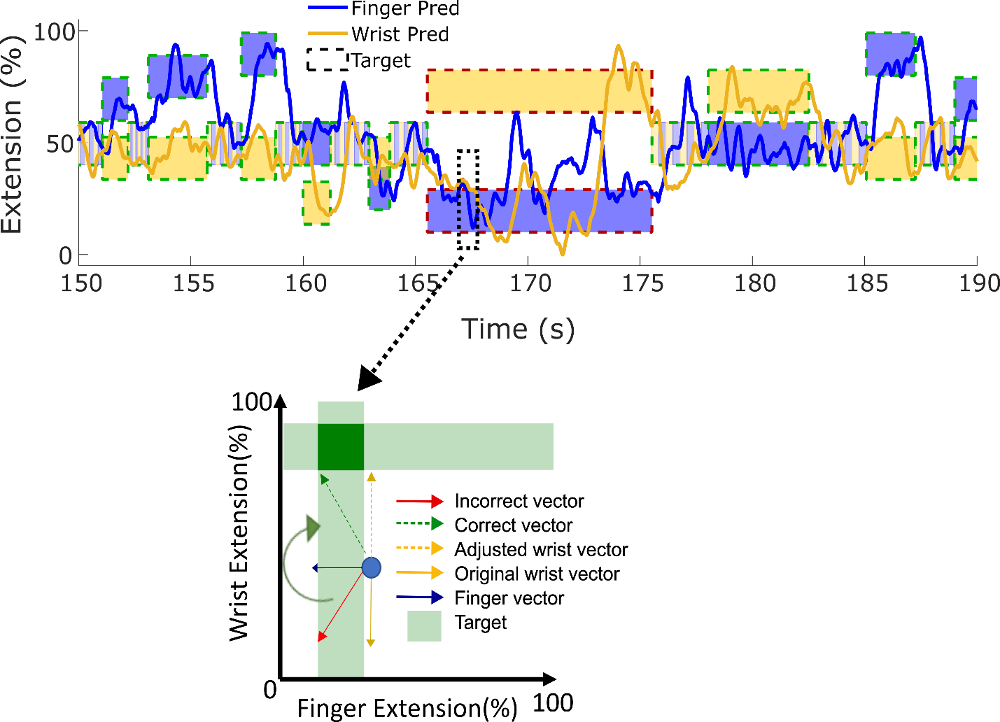 Finger Pred
Wrist Pred
Target
Extension (%)
100
50
0
150 155 160 165 170 175 180 185 190
Time (s)
100
Wrist Extension(%)
Incorrect vector
Correct vector
Adjusted wrist vector
Original wrist vector
Finger vector
Target
0
Finger Extension(%)
100